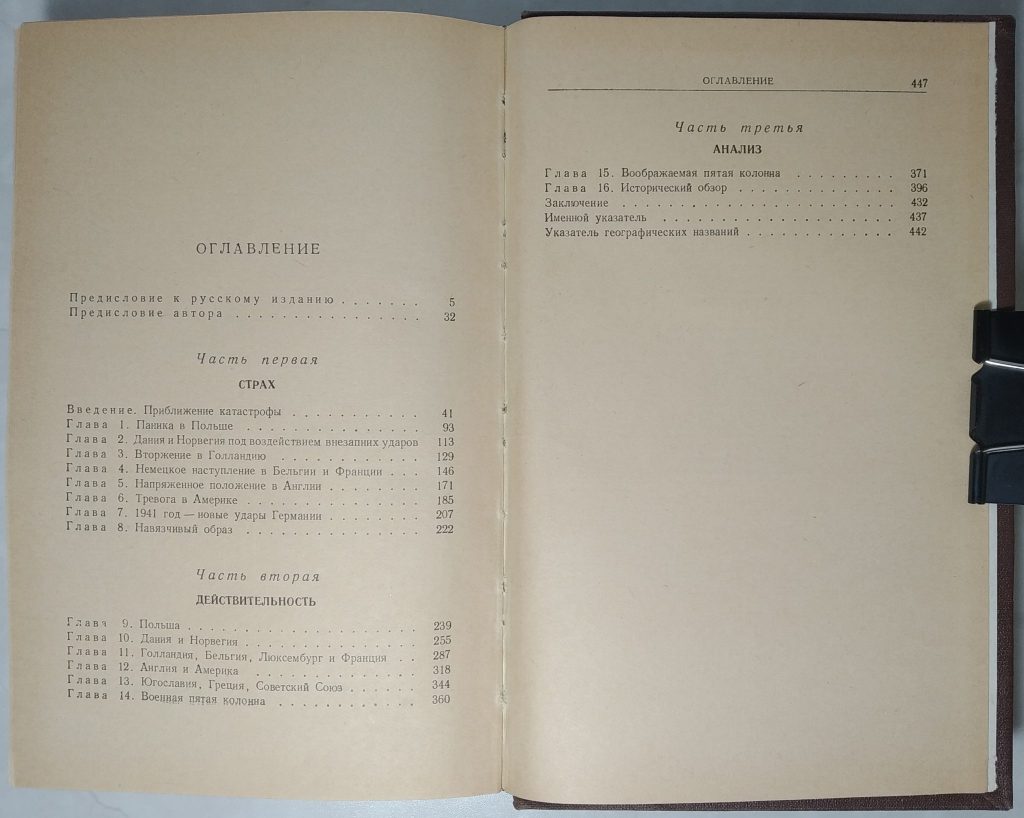 ОГЛАВЛЕНИЕ
Предисловие к русскому изданию . . . . . . . 5
Предисловие автора . . . . . . . . . . . . . . . . 32
Часть первая
СТРАХ
Введение. Приближение катастрофы . . . . . . . . . . . 41
Глава 1. Паника в Польше . . . . . . . . . . . . . . . 93
Глава 2. Дания и Норвегия под воздействием внезапных ударов 113
Глава 3. Вторжение в Голландию . . . . . . . . . . . . 129
Глава 4. Немецкое наступление в Бельгии и Франции . . . 146
Глава 5. Напряженное положение в Англии . . . . . . . . 171
Глава 6. Тревога в Америке . . . . . . . . . . . . . . . 185
Глава 7. 1941 год — новые удары Германии . . . . . . . . 207
Глава 8. Навязчивый образ . . . . . . . . . . . . . . . 222
Часть вторая
ДЕЙСТВИТЕЛЬНОСТЬ
Глава 9. Польша . . . . . . . . . . . . . . . . . 239
Глава 10. Дания и Норвегия . . . . . . . . . . . . . 255
Глава 11. Голландия, Бельгия, Люксембург и Франция . . 287
Глава 12. Англия и Америка . . . . . . . . . . . . 318
Глава 13. Югославия, Греция, Советский Союз . . . . . . 344
Глава 14. Военная пятая колонна . . . . . . . . . . 360
ОГЛАВЛЕНИЕ 447
Часть третья
АНАЛИЗ
Глава 15. Воображаемая пятая колонна . . . . . . . . . 371
Глава 16. Исторический обзор . . . . . . . . . . . . . . 396
Заключение . . . . . . . . . . . . . . . . . . . . . . . . 432
Именной указатель . . . . . . . . . . . . . . . . . . . . 437
Указатель географических названий . . . . . . . . . . . . . 442